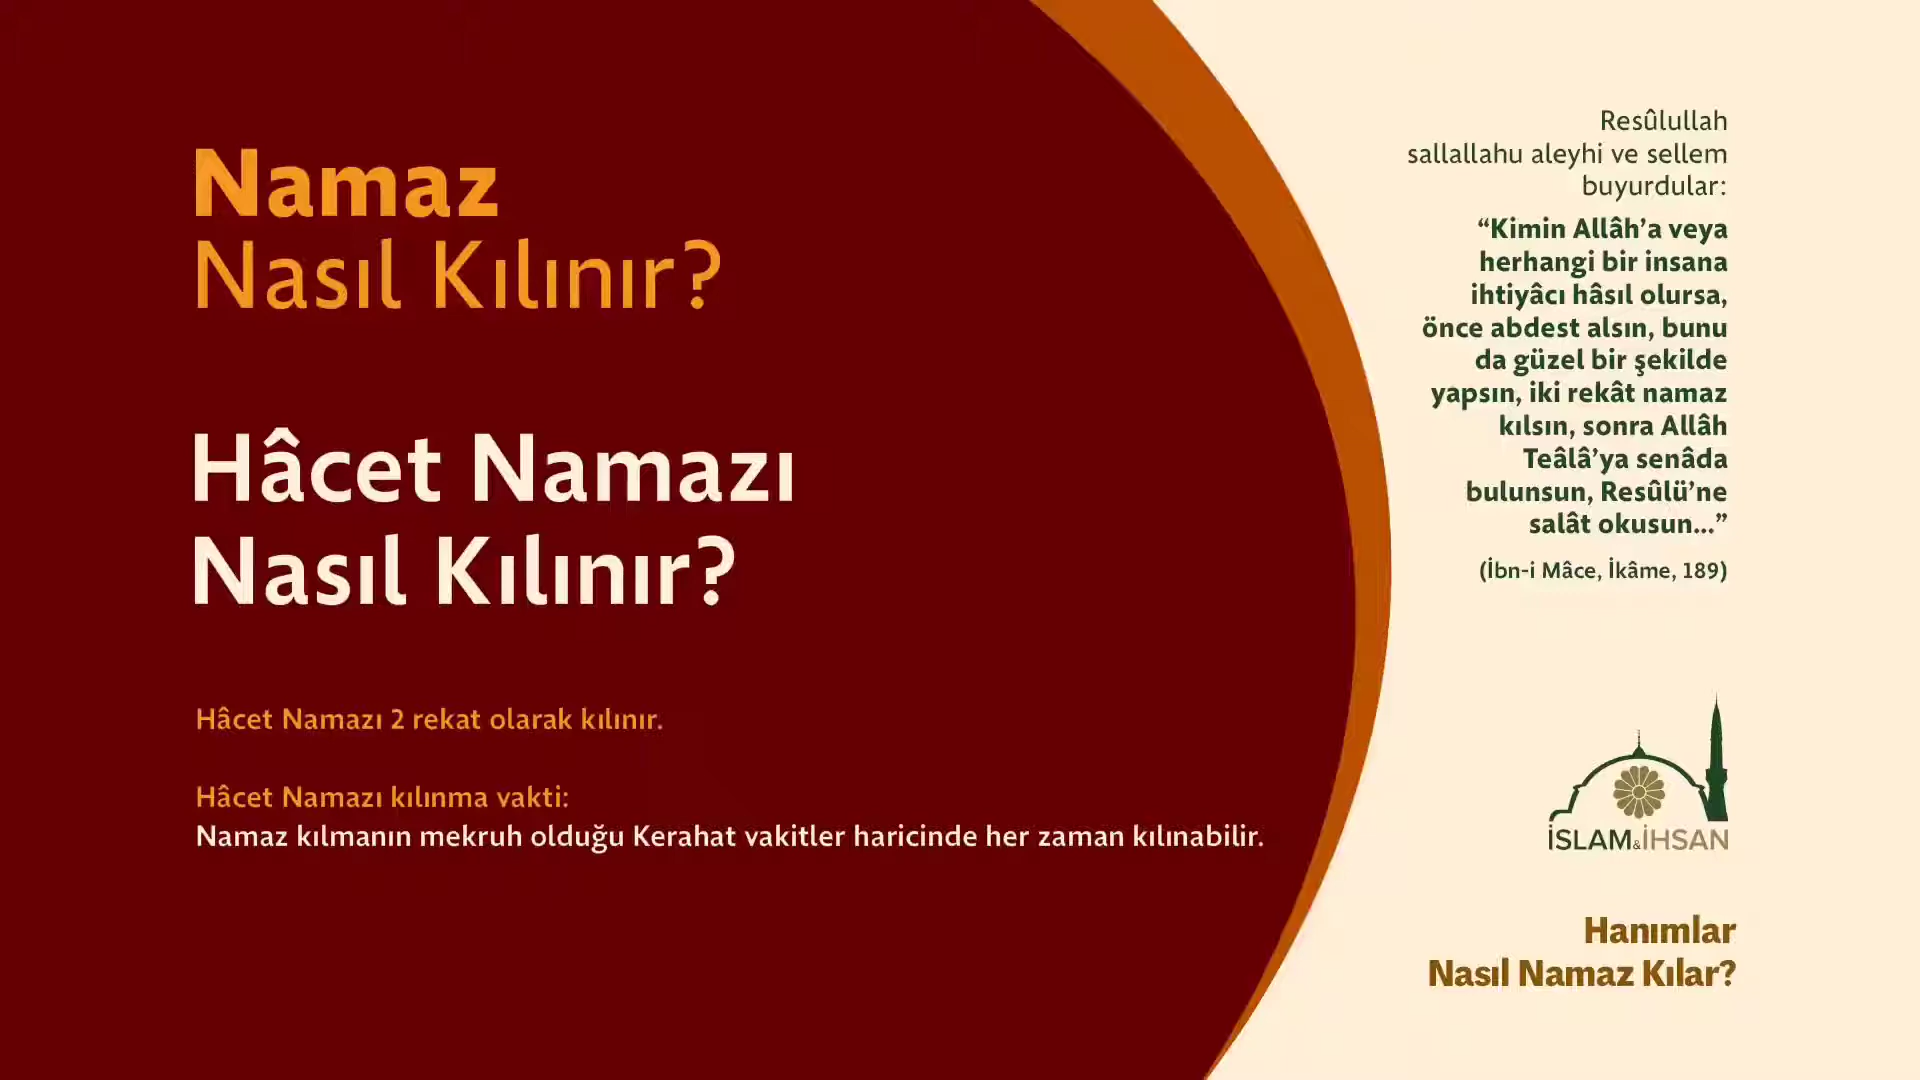 Namaz
Nasıl Kılınır?
Hâcet Namazı
Nasıl Kılınır?
Hâcet Namazı 2 rekat olarak kılınır.
Hâcet Namazı kılınma vakti:
Namaz kılmanın mekruh olduğu Kerahat vakitler haricinde her zaman kılınabilir.
Resûlullah
sallallahu aleyhi ve sellem
buyurdular:
“Kimin Allâh’a veya
herhangi bir insana
ihtiyâcı hâsıl olursa,
önce abdest alsın, bunu
da güzel bir şekilde
yapsın, iki rekât namaz
kılsın, sonra Allâh
Teâlâ’ya senâda
bulunsun, Resûlü’ne
salât okusun...”
(İbn-i Mâce, İkâme, 189)
İSLAM&İHSAN
Hanımlar
Nasıl Namaz Kılar?